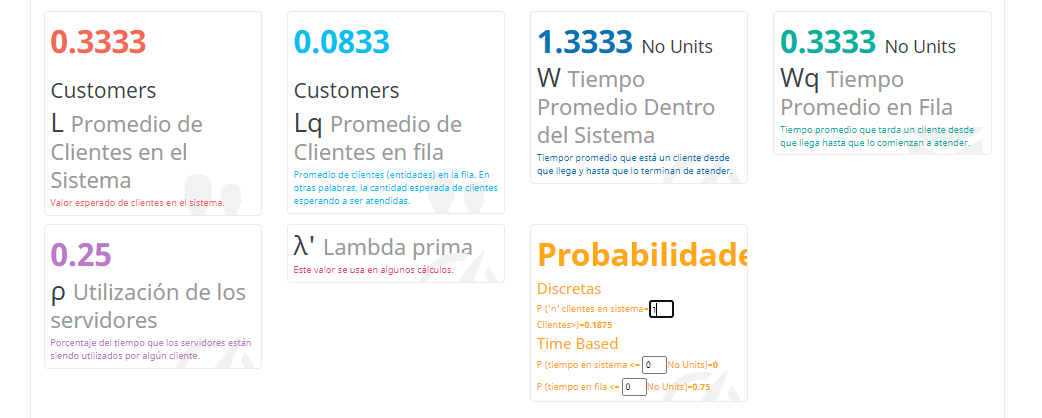 0.3333
Customers
L Promedio de
Clientes en el
Sistema
Valor esperado de clientes en el sistema.
0.0833
Customers
Lq Promedio de
Clientes en fila
Promedio de clientes (entidades) en la fila. En
otras palabras, la cantidad esperada de clientes
esperando a ser atendidas.
1.3333 No Units
W Tiempo
Promedio Dentro
del Sistema
Tiempor promedio que está un cliente desde
que llega y hasta que lo terminan de atender.
0.3333 No Units
Wq Tiempo
Promedio en Fila
Tiempo promedio que tarda un cliente desde
que llega hasta que lo comienzan a atender.
0.25
ρ Utilización de los
servidores
Porcentaje del tiempo que los servidores están
siendo utilizados por algún cliente.
λ' Lambda prima
Este valor se usa en algunos cálculos.
Probabilidade
Discretas
P ('n' clientes en sistema= 1
Clientes>)=0.1875
Time Based
P (tiempo en sistema <= 0 No Units)=0
P (tiempo en fila <= 0 No Units)=0.75